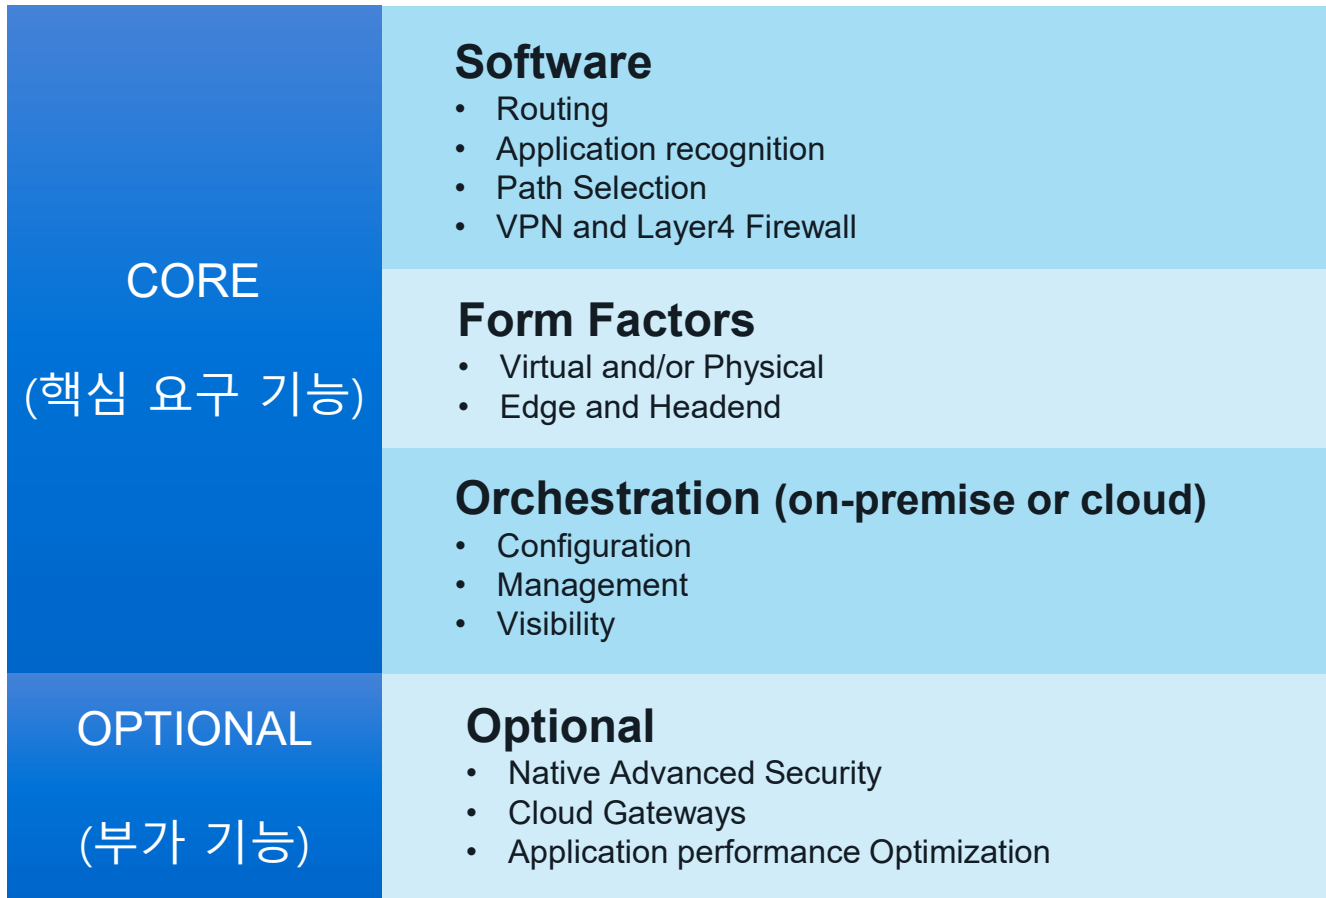 CORE
(핵심 요구 기능)
Software
• Routing
• Application recognition
• Path Selection
• VPN and Layer4 Firewall
Form Factors
• Virtual and/or Physical
• Edge and Headend
Orchestration (on-premise or cloud)
• Configuration
• Management
• Visibility
OPTIONAL
(부가 기능)
Optional
• Native Advanced Security
• Cloud Gateways
• Application performance Optimization